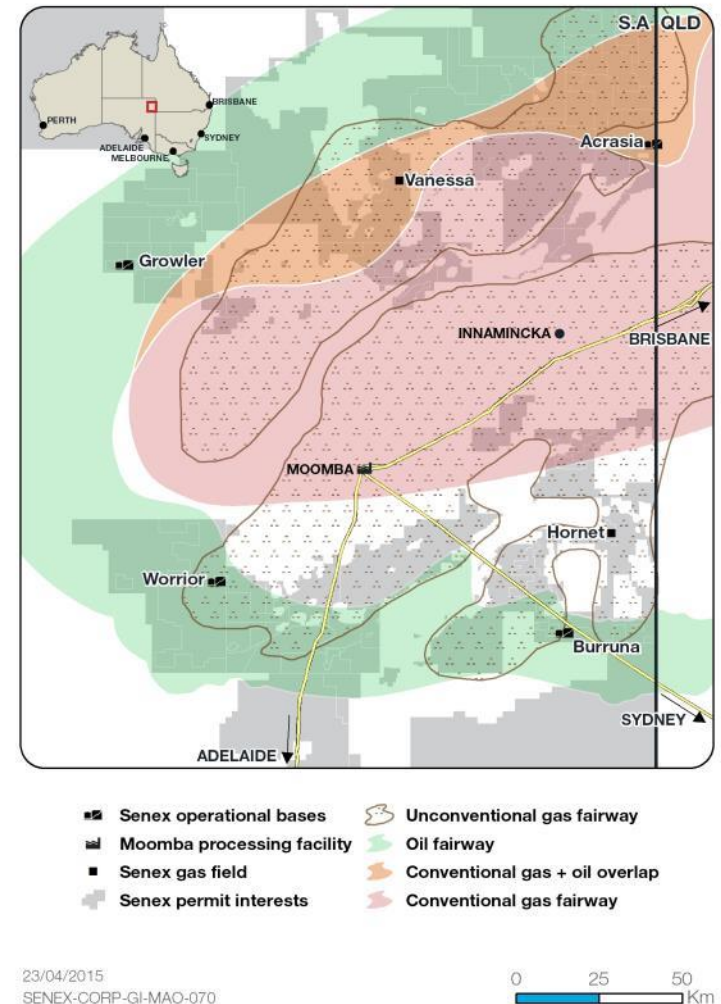 S.A QLD
BRISBANE
PERTH
SYDNEY
ADELAIDE
MELBOURNE
Acrasia
Vanessa
Growler
INNAMINCKA
BRISBANE
MOOMBA
Hornet
Worrior
Burruna
SYDNEY
ADELAIDE
Senex operational bases
Moomba processing facility
Senex gas field
Senex permit interests
Unconventional gas fairway
Oil fairway
Conventional gas + oil overlap
Conventional gas fairway
23/04/2015
SENEX-CORP-GI-MAO-070
0 25 50
Km